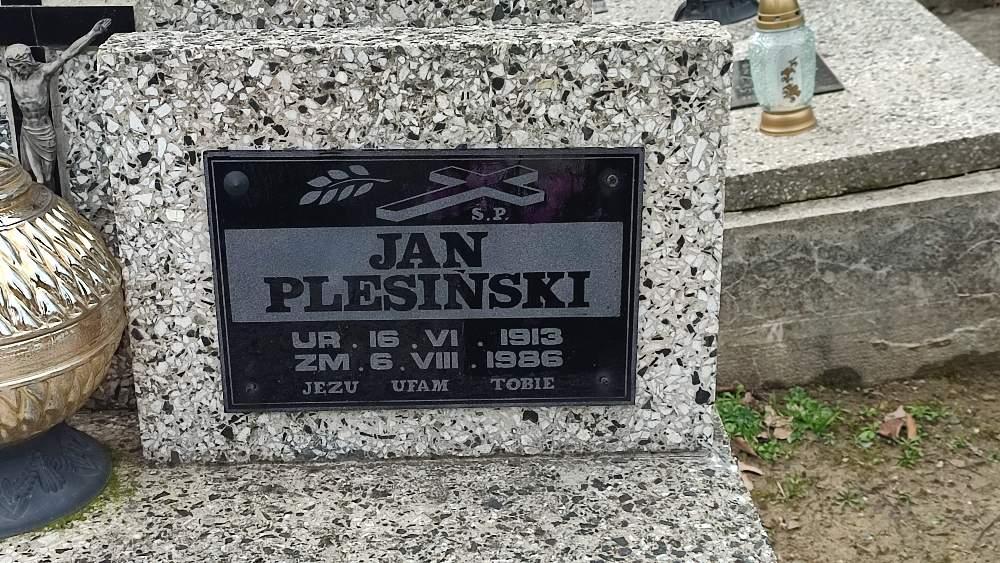 S.P.
JAN
PLESIŃSKI
UR . 16 . VI . 1913
ZM . 6 . VIII . 1986
JEZU UFAM TOBIE